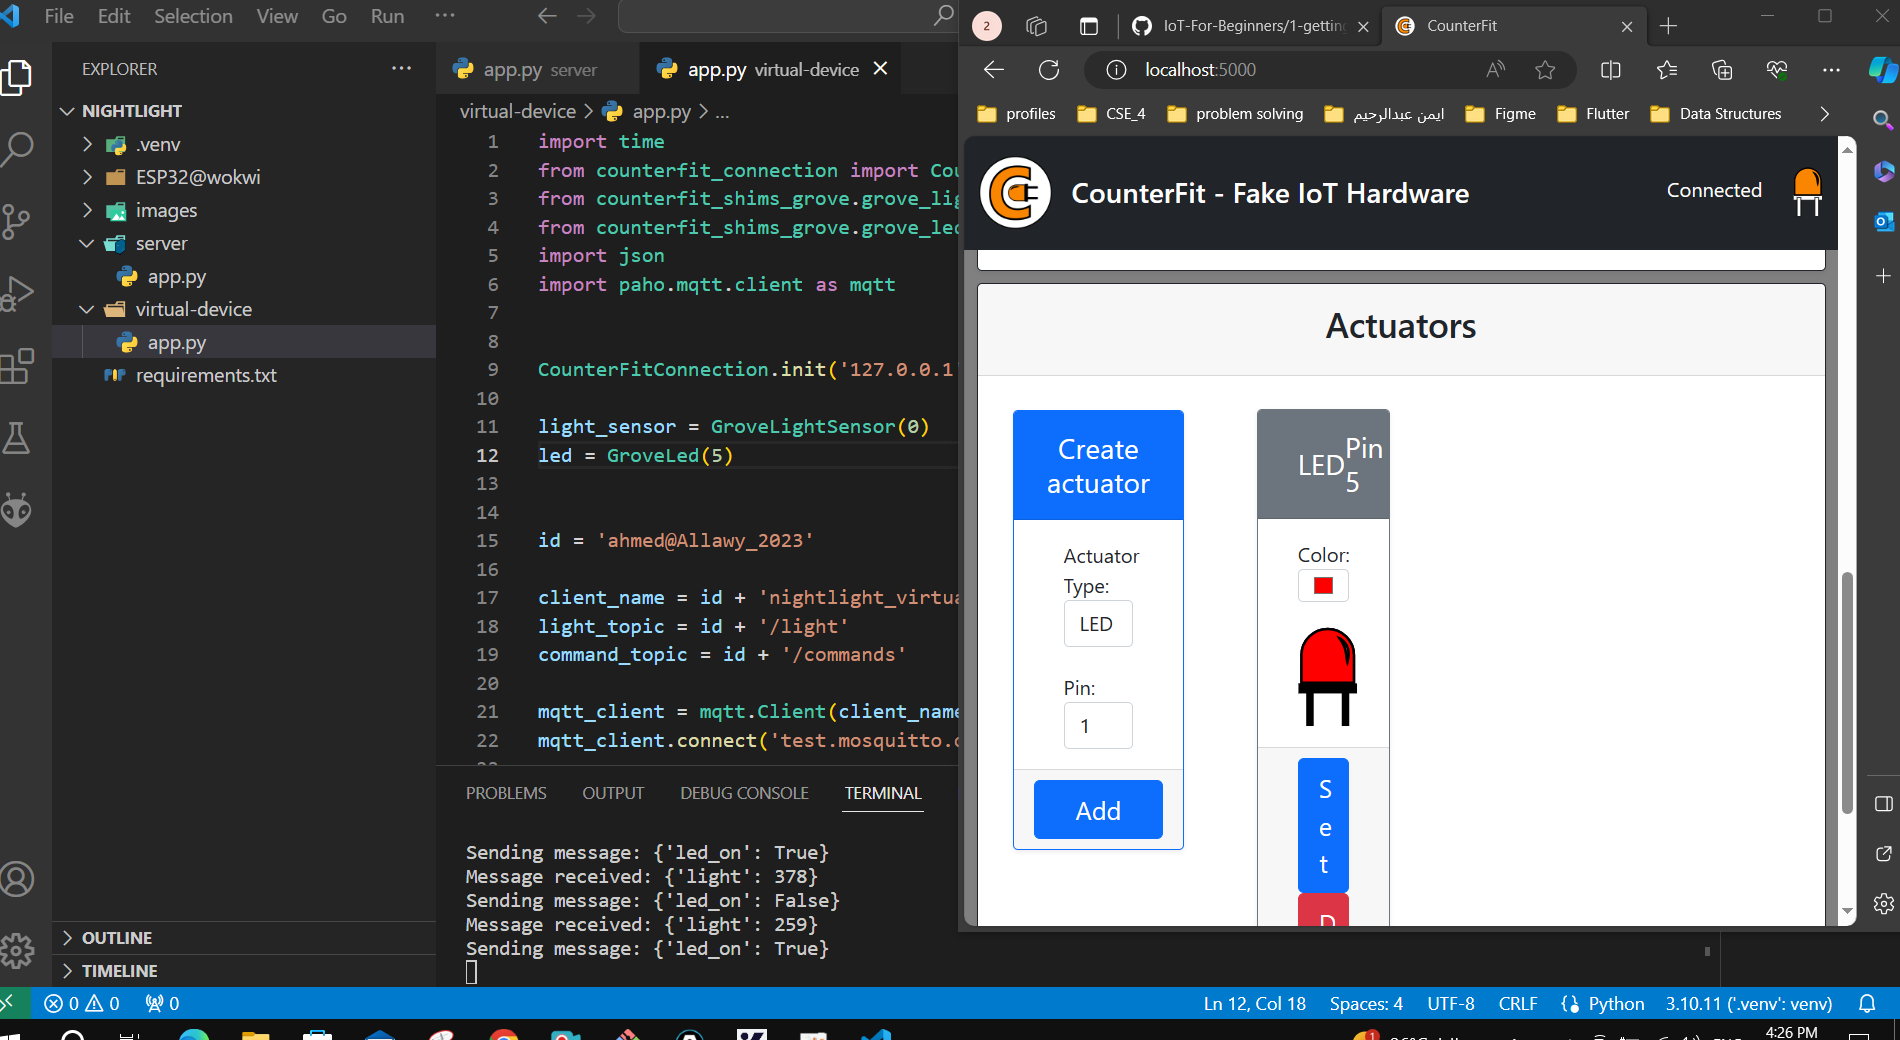 File Edit Selection View Go Run ...
EXPLORER
NIGHTLIGHT
.venv
ESP32@wokwi
images
server
app.py
virtual-device
app.py
requirements.txt
OUTLINE
TIMELINE
app.py server
app.py virtual-device
virtual-device > app.py > ...
1 import time
2 from counterfit_connection import Cou
3 from counterfit_shims_grove.grove_lig
4 from counterfit_shims_grove.grove_led
5 import json
6 import paho.mqtt.client as mqtt
7
8
9 CounterFitConnection.init('127.0.0.1'
10
11 light_sensor = GroveLightSensor(0)
12 led = GroveLed(5)
13
14
15 id = 'ahmed@Allawy_2023'
16
17 client_name = id + 'nightlight_virtua
18 light_topic = id + '/light'
19 command_topic = id + '/commands'
20
21 mqtt_client = mqtt.Client(client_name
22 mqtt_client.connect('test.mosquitto.o
PROBLEMS OUTPUT DEBUG CONSOLE TERMINAL
Sending message: {'led_on': True}
Message received: {'light': 378}
Sending message: {'led_on': False}
Message received: {'light': 259}
Sending message: {'led_on': True}
2
IoT-For-Beginners/1-getting
CounterFit
localhost:5000
profiles
CSE_4
problem solving
ايمن عبدالرحيم
Figme
Flutter
Data Structures
CounterFit - Fake IoT Hardware
Connected
Actuators
Create
actuator
Actuator
Type:
LED
Pin:
1
Add
LED Pin
5
Color:
S
e
t
D
0 0 0
Ln 12, Col 18 Spaces: 4 UTF-8 CRLF Python 3.10.11 ('.venv': venv)
1
4:26 PM